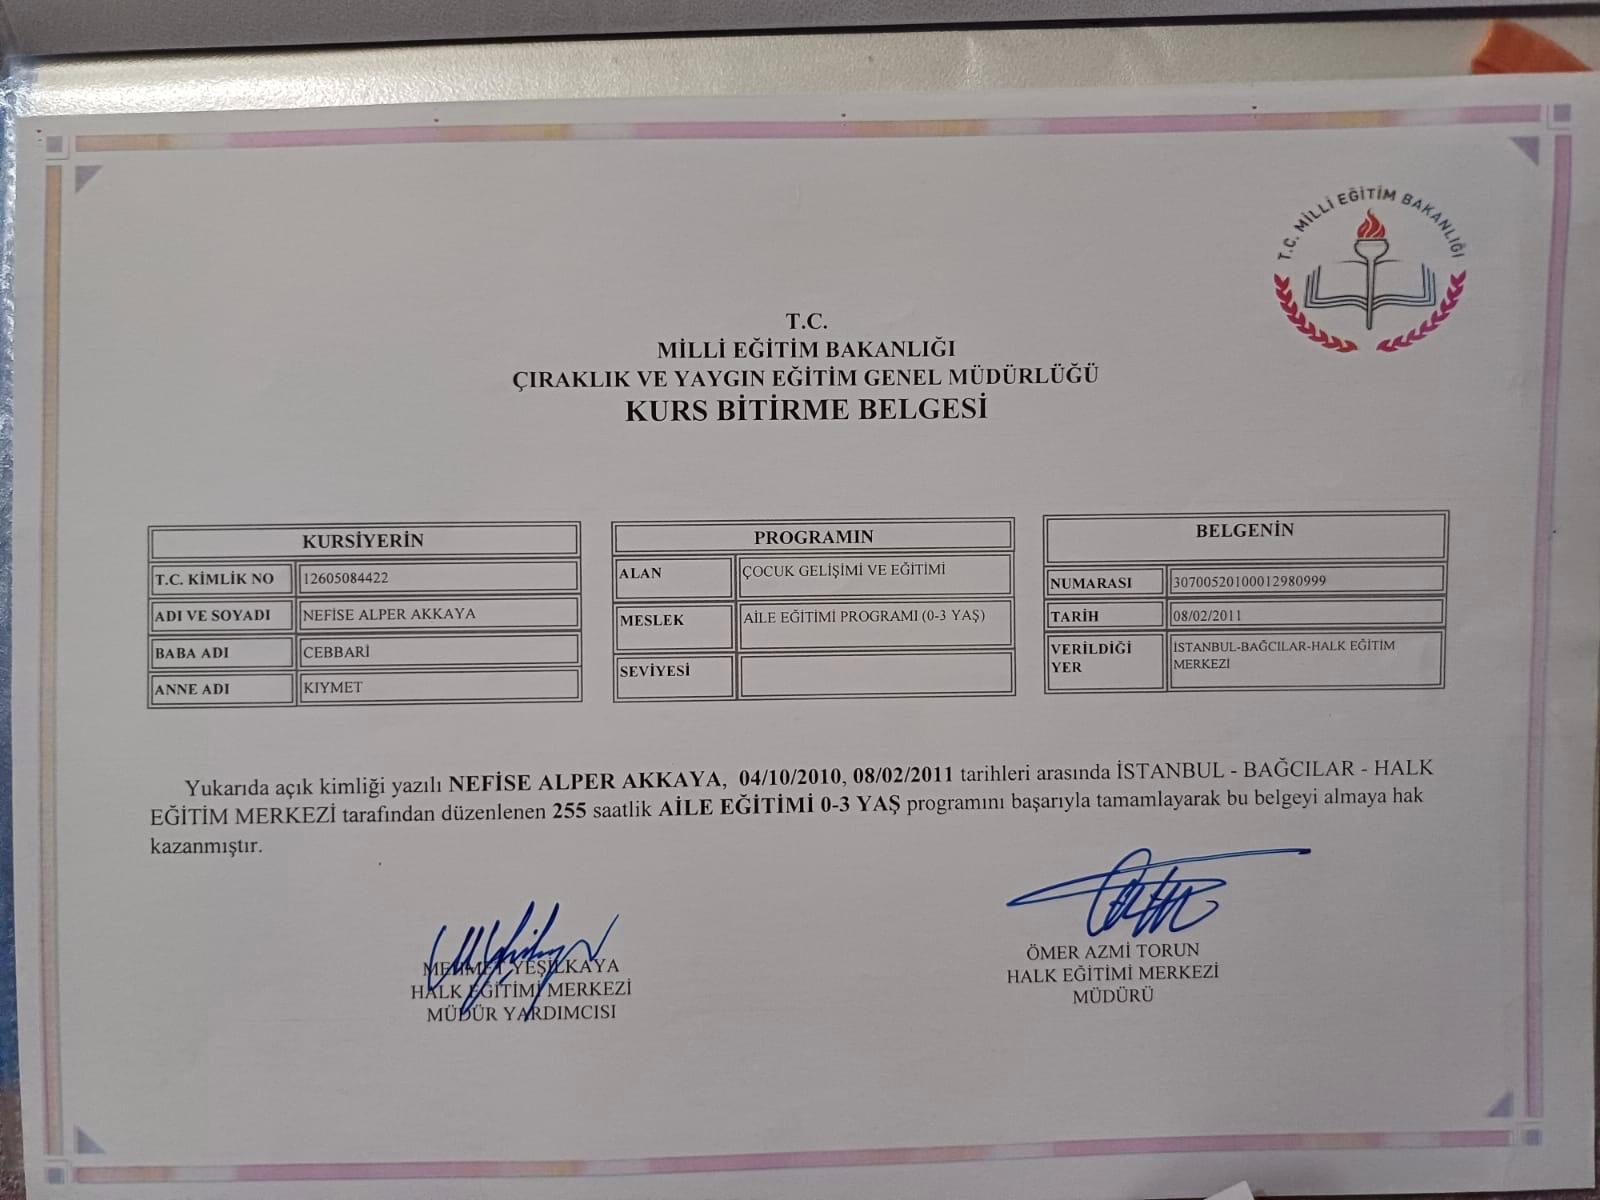 T.C. MİLLİ EĞİTİM BAKANLIĞI
T.C.
MİLLİ EĞİTİM BAKANLIĞI
ÇIRAKLIK VE YAYGIN EĞİTİM GENEL MÜDÜRLÜĞÜ
KURS BİTİRME BELGESİ
KURSİYERİN
T.C. KİMLİK NO 12605084422
ADI VE SOYADI NEFİSE ALPER AKKAYA
BABA ADI CEBBARİ
ANNE ADI KIYMET
PROGRAMIN
ALAN ÇOCUK GELİŞİMİ VE EĞİTİMİ
MESLEK AİLE EĞİTİMİ PROGRAMI (0-3 YAŞ)
SEVİYESİ
BELGENİN
NUMARASI 30700520100012980999
TARİH 08/02/2011
VERİLDİĞİ İSTANBUL-BAĞCILAR-HALK EĞİTİM
YER MERKEZİ
Yukarıda açık kimliği yazılı NEFİSE ALPER AKKAYA, 04/10/2010, 08/02/2011 tarihleri arasında İSTANBUL - BAĞCILAR - HALK
EĞİTİM MERKEZİ tarafından düzenlenen 255 saatlik AİLE EĞİTİMİ 0-3 YAŞ programını başarıyla tamamlayarak bu belgeyi almaya hak
kazanmıştır.
MEHMET YEŞİLKAYA
HALK EĞİTİMİ MERKEZİ
MÜDÜR YARDIMCISI
ÖMER AZMİ TORUN
HALK EĞİTİMİ MERKEZİ
MÜDÜRÜ